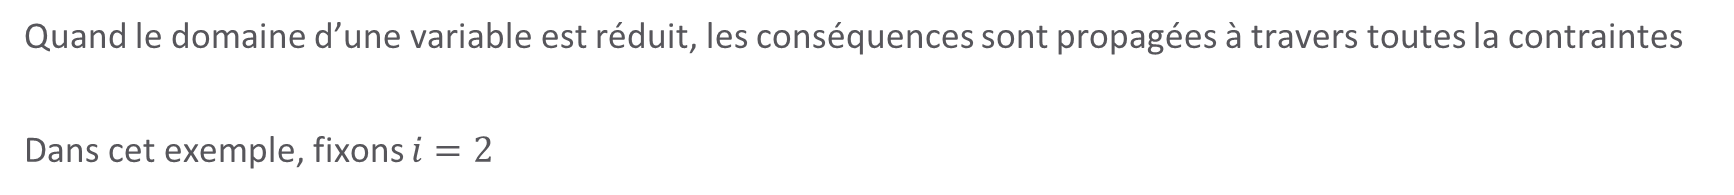 Quand le domaine d’une variable est réduit, les conséquences sont propagées à travers toutes la contraintes
Dans cet exemple, fixons i = 2